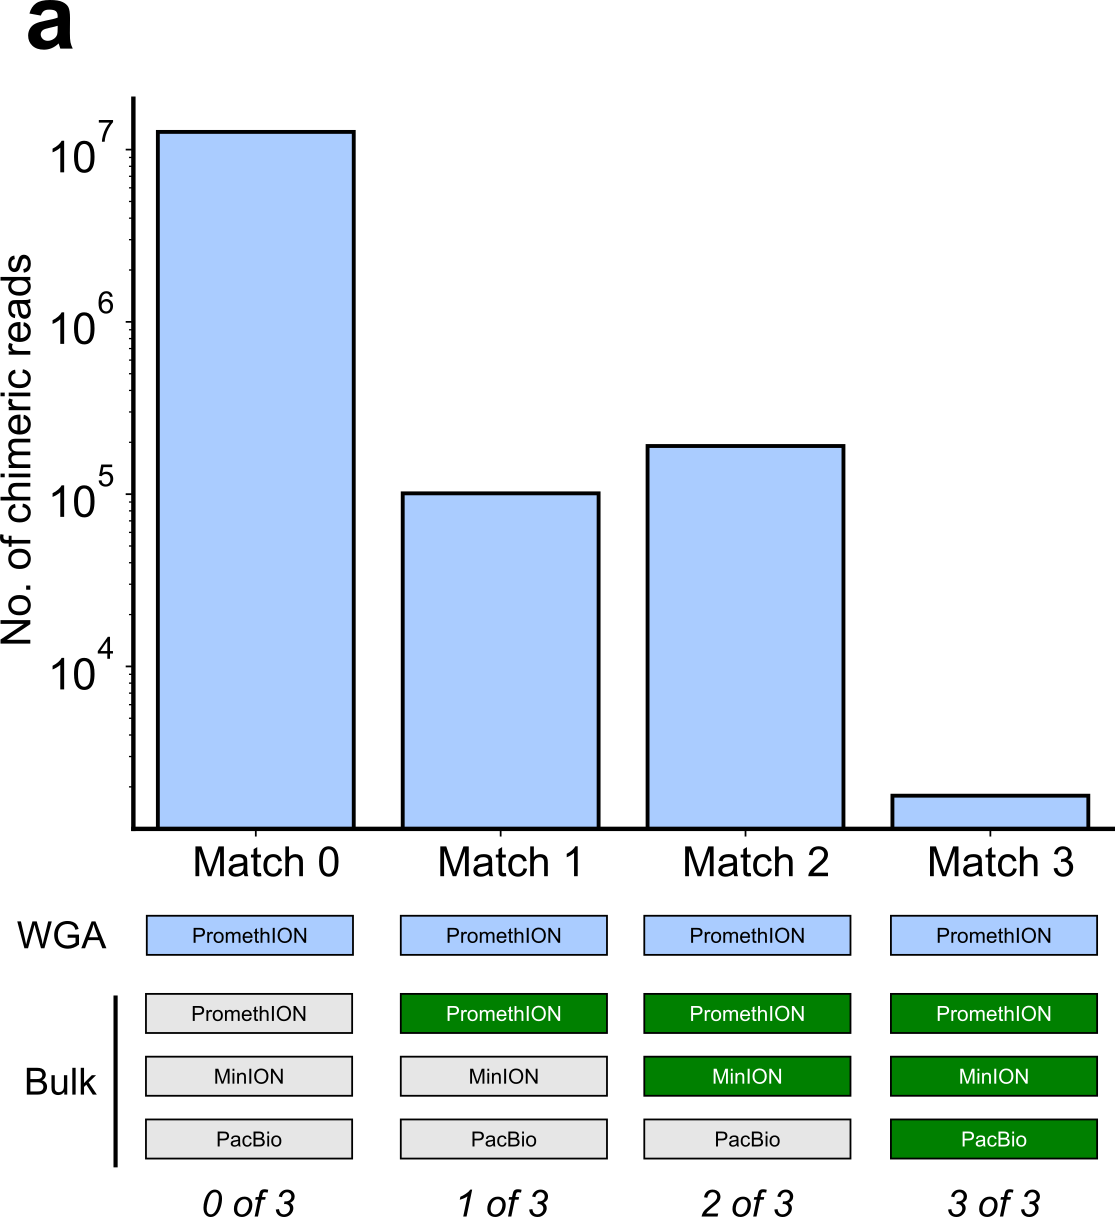 a
No. of chimeric reads
10^7
10^6
10^5
10^4
Match 0 Match 1 Match 2 Match 3
WGA PromethION PromethION PromethION PromethION
Bulk
PromethION PromethION PromethION PromethION
MinION MinION MinION MinION
PacBio PacBio PacBio PacBio
0 of 3 1 of 3 2 of 3 3 of 3